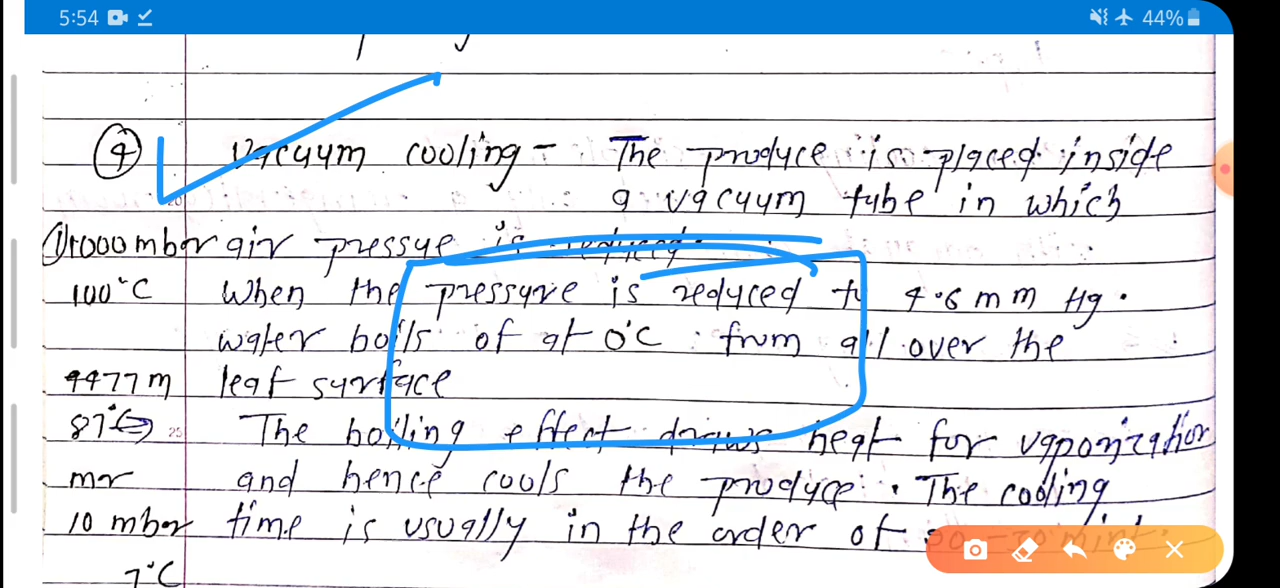 5:54 44%
④ Vacuum cooling - The produce is placed inside
a vacuum tube in which
① 1000 mbar air pressue is reduced.
100°C When the pressure is reduced to 4.6 mm Hg.
water boils of at 0°C from all over the
4477m leaf surface
87°C The boiling effect draws heat for vaporization
mr and hence cools the produce. The cooling
10 mbar time is usually in the order of
7°C